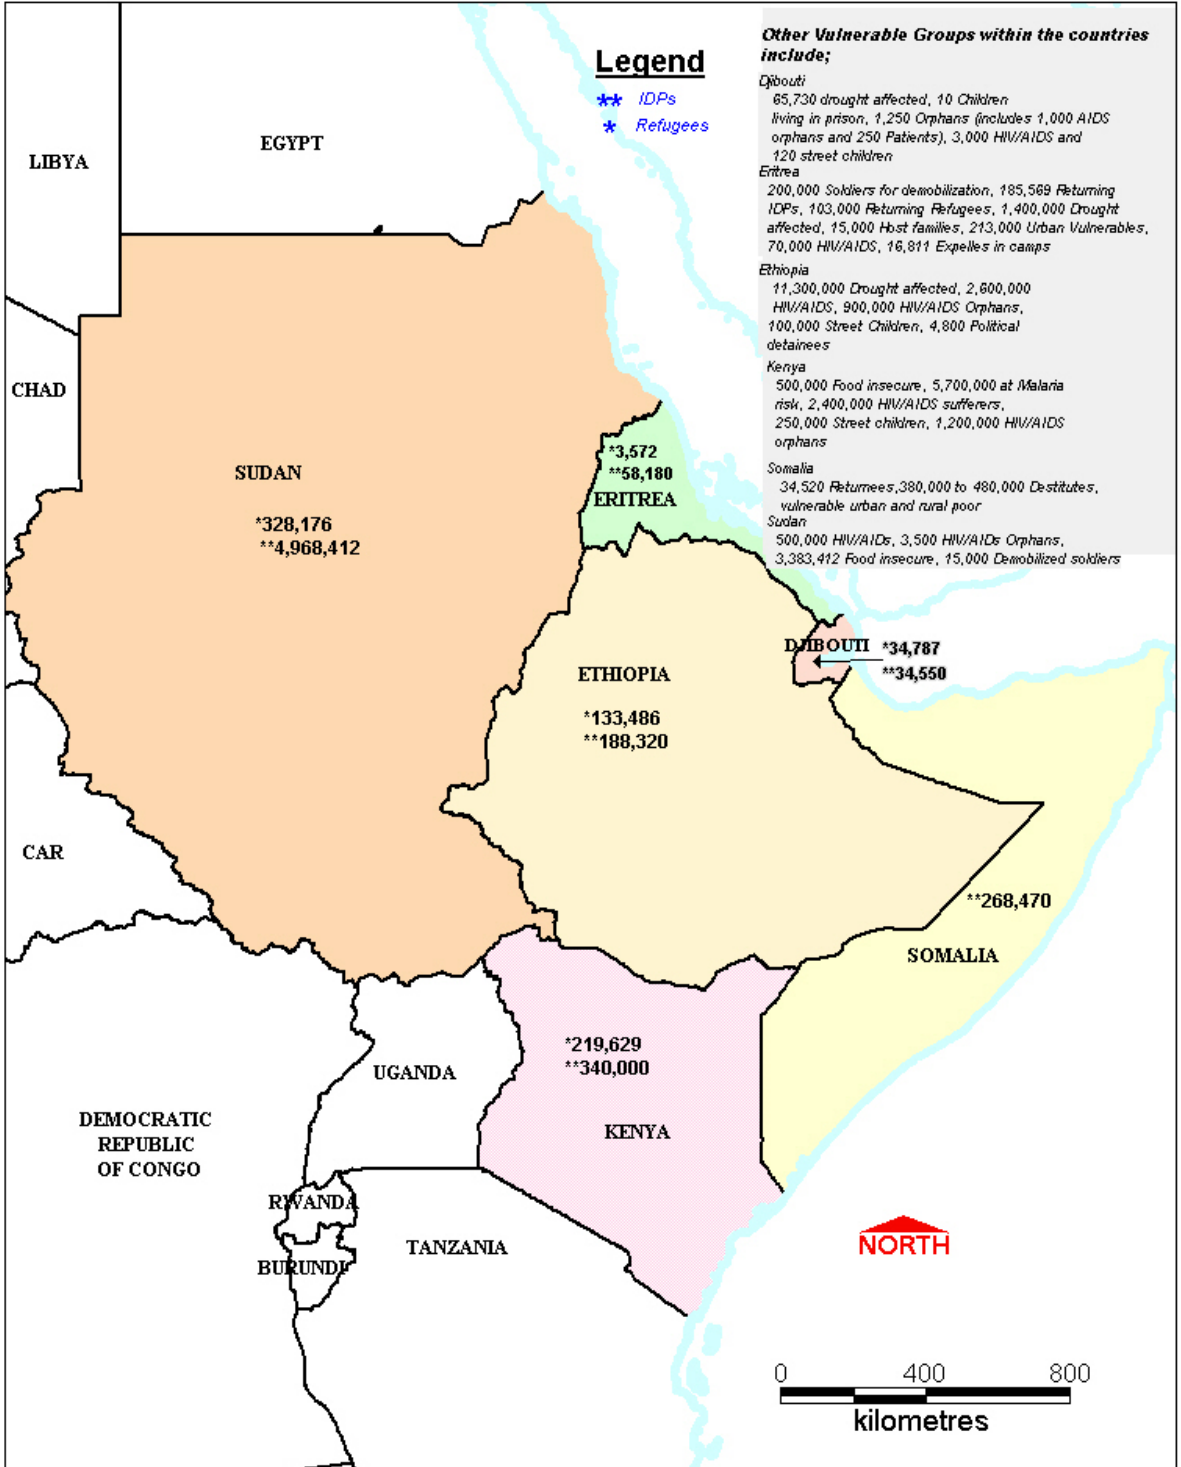 Legend
** IDPs
* Refugees
Other Vulnerable Groups within the countries
include;
Djibouti
65,730 drought affected, 10 Children
living in prison, 1,250 Orphans (includes 1,000 AIDS
orphans and 250 Patients), 3,000 HIV/AIDS and
120 street children
Eritrea
200,000 Soldiers for demobilization, 185,569 Returning
IDPs, 103,000 Returning Refugees, 1,400,000 Drought
affected, 15,000 Host families, 213,000 Urban Vulnerables,
70,000 HIV/AIDS, 16,811 Expelles in camps
Ethiopia
11,300,000 Drought affected, 2,600,000
HIV/AIDS, 900,000 HIV/AIDS Orphans,
100,000 Street Children, 4,800 Political
detainees
Kenya
500,000 Food insecure, 5,700,000 at Malaria
risk, 2,400,000 HIV/AIDS sufferers,
250,000 Street children, 1,200,000 HIV/AIDS
orphans
Somalia
34,520 Returnees,380,000 to 480,000 Destitutes,
vulnerable urban and rural poor
Sudan
500,000 HIV/AIDs, 3,500 HIV/AIDs Orphans,
3,383,412 Food insecure, 15,000 Demobilized soldiers
LIBYA
EGYPT
CHAD
SUDAN
*328,176
**4,968,412
*3,572
**58,180
ERITREA
DJIBOUTI
*34,787
**34,550
ETHIOPIA
*133,486
**188,320
CAR
**268,470
SOMALIA
*219,629
**340,000
KENYA
UGANDA
DEMOCRATIC
REPUBLIC
OF CONGO
RWANDA
BURUNDI
TANZANIA
NORTH
0 400 800
kilometres